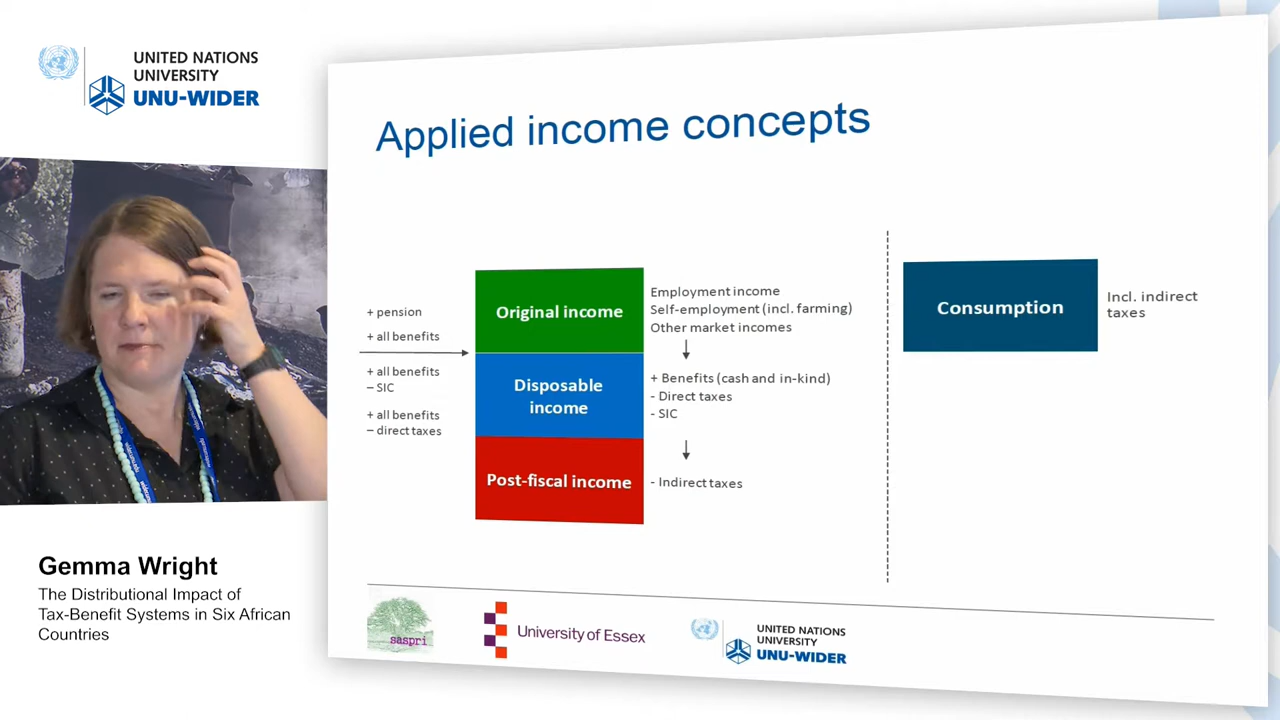 UNITED NATIONS
UNIVERSITY
UNU-WIDER
Applied income concepts
+ pension
+ all benefits
+ all benefits
– SIC
+ all benefits
– direct taxes
Original income
Disposable
income
Post-fiscal income
Employment income
Self-employment (incl. farming)
Other market incomes
+ Benefits (cash and in-kind)
- Direct taxes
- SIC
- Indirect taxes
Consumption
Incl. indirect
taxes
Gemma Wright
The Distributional Impact of
Tax-Benefit Systems in Six African
Countries
saspri
University of Essex
UNITED NATIONS
UNIVERSITY
UNU-WIDER